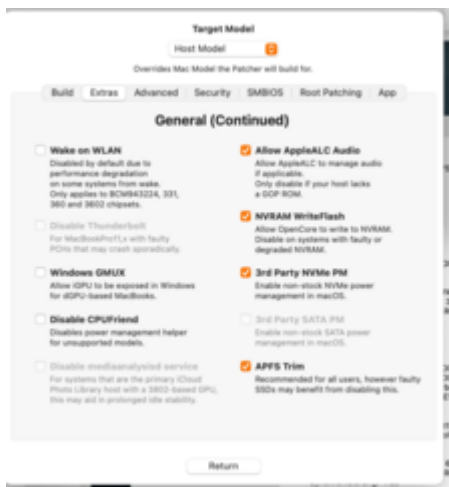 Target Model
Host Model
Overrides Mac Model the Patcher will build for.
Build Extras Advanced Security SMBIOS Root Patching App
General (Continued)
Wake on WLAN
Disabled by default due to
performance degradation
on some systems from wake.
Only applies to BCM943224, 331,
360 and 3602 chipsets.
Disable Thunderbolt
For MacBookPro11,x with faulty
PCHs that may crash sporadically.
Windows GMUX
Allow iGPU to be exposed in Windows
for dGPU-based MacBooks.
Disable CPUFriend
Disables power management helper
for unsupported models.
Disable mediaanalysisd service
For systems that are the primary iCloud
Photo Library host with a 3802-based GPU,
this may aid in prolonged idle stability.
Allow AppleALC Audio
Allow AppleALC to manage audio
if applicable.
Only disable if your host lacks
a GOP ROM.
NVRAM WriteFlash
Allow OpenCore to write to NVRAM.
Disable on systems with faulty or
degraded NVRAM.
3rd Party NVMe PM
Enable non-stock NVMe power
management in macOS.
3rd Party SATA PM
Enable non-stock SATA power
management in macOS.
APFS Trim
Recommended for all users, however faulty
SSDs may benefit from disabling this.
Return